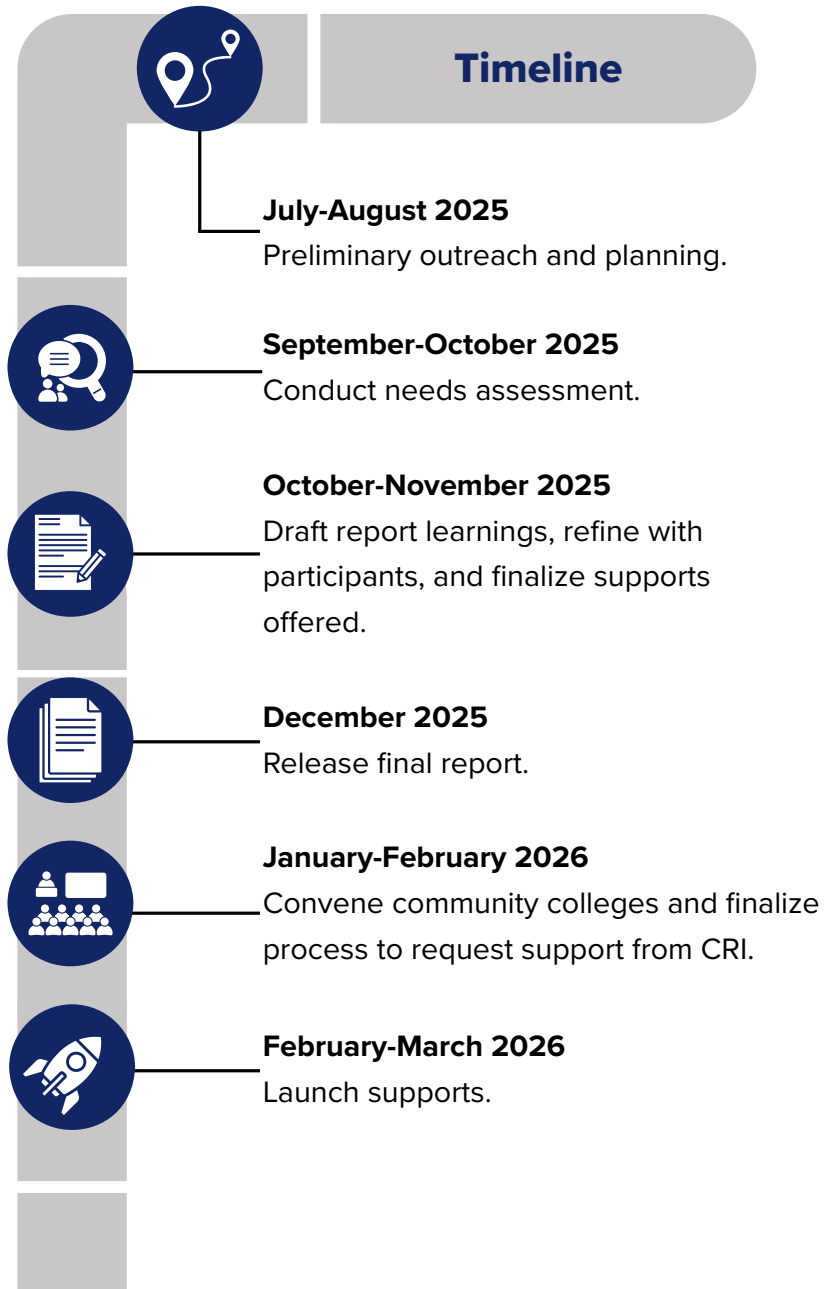 Timeline
July-August 2025
Preliminary outreach and planning.
September-October 2025
Conduct needs assessment.
October-November 2025
Draft report learnings, refine with
participants, and finalize supports
offered.
December 2025
Release final report.
January-February 2026
Convene community colleges and finalize
process to request support from CRI.
February-March 2026
Launch supports.